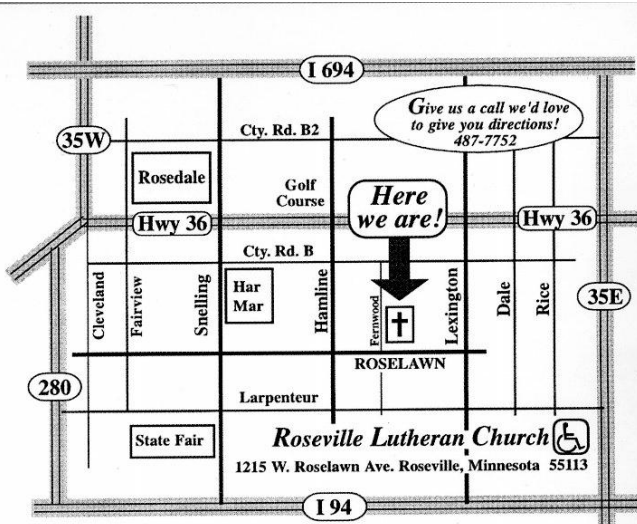 I 694
Give us a call we'd love
to give you directions!
487-7752
35W
Cty. Rd. B2
Rosedale
Golf
Course
Here
we are!
Hwy 36
Hwy 36
Cty. Rd. B
Cleveland
Fairview
Snelling
Har
Mar
Hamline
Fernwood
Lexington
Dale
Rice
35E
ROSELAWN
280
Larpenteur
State Fair
Roseville Lutheran Church
1215 W. Roselawn Ave. Roseville, Minnesota 55113
I 94